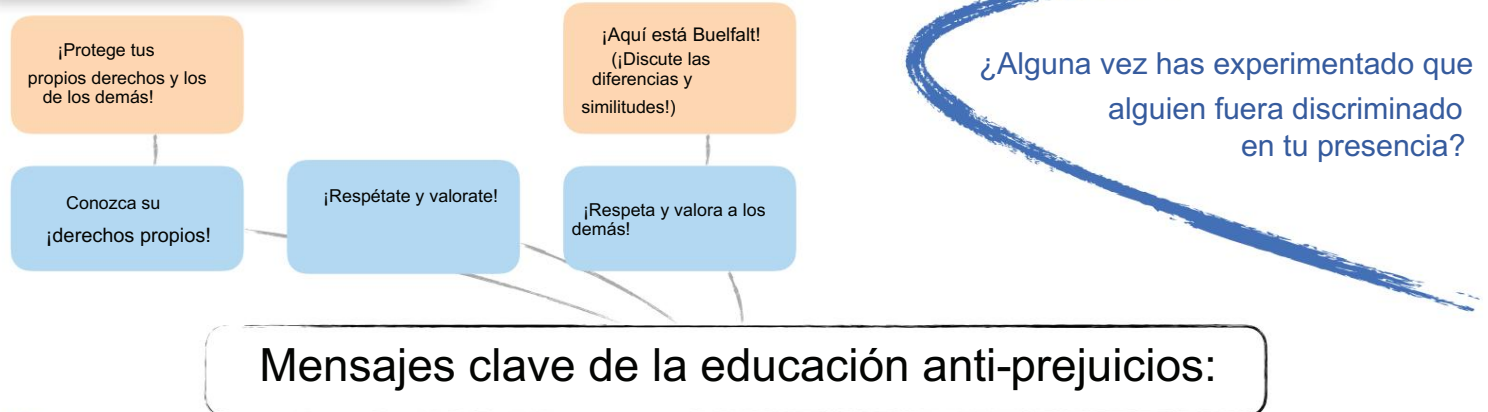 ¡Protege tus
propios derechos y los
de los demás!
¡Aquí está Buelfalt!
(¡Discute las
diferencias y
similitudes!)
¿Alguna vez has experimentado que
alguien fuera discriminado
en tu presencia?
Conozca su
¡derechos propios!
¡Respétate y valorate!
¡Respeta y valora a los
demás!
Mensajes clave de la educación anti-prejuicios: